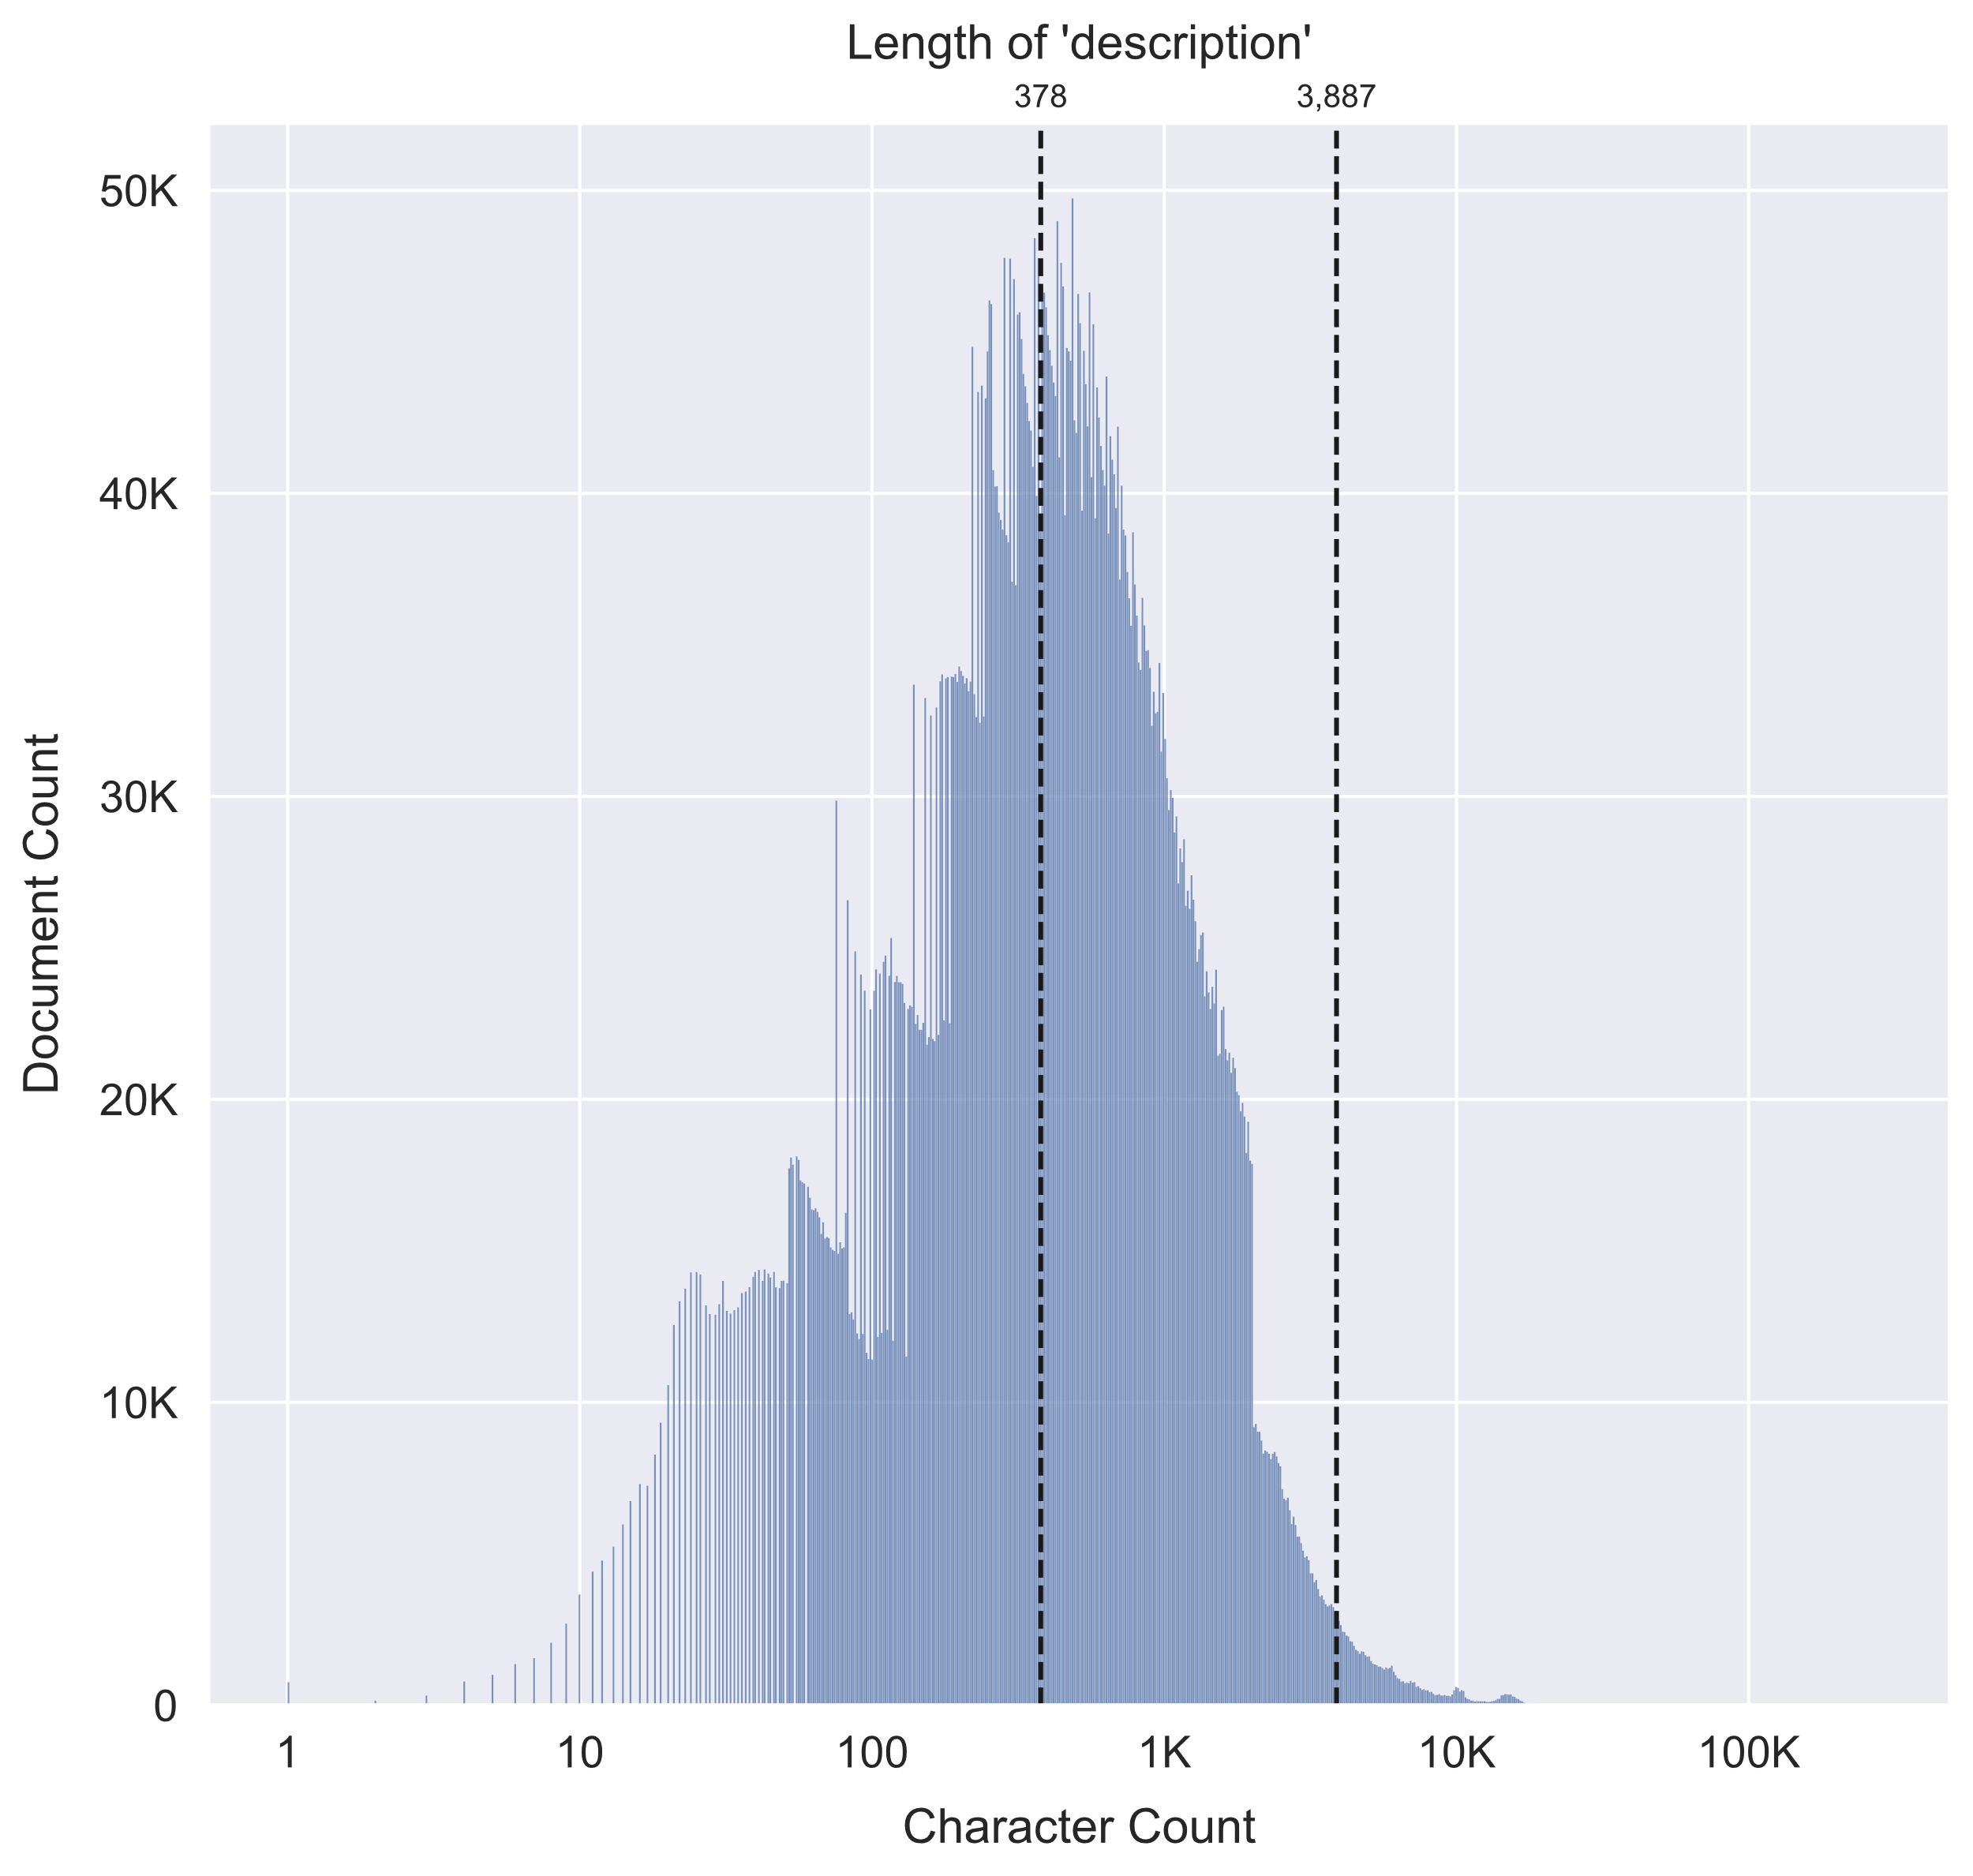 Length of 'description'
378
3,887
50K
40K
30K
20K
10K
0
Document Count
1
10
100
1K
10K
100K
Character Count